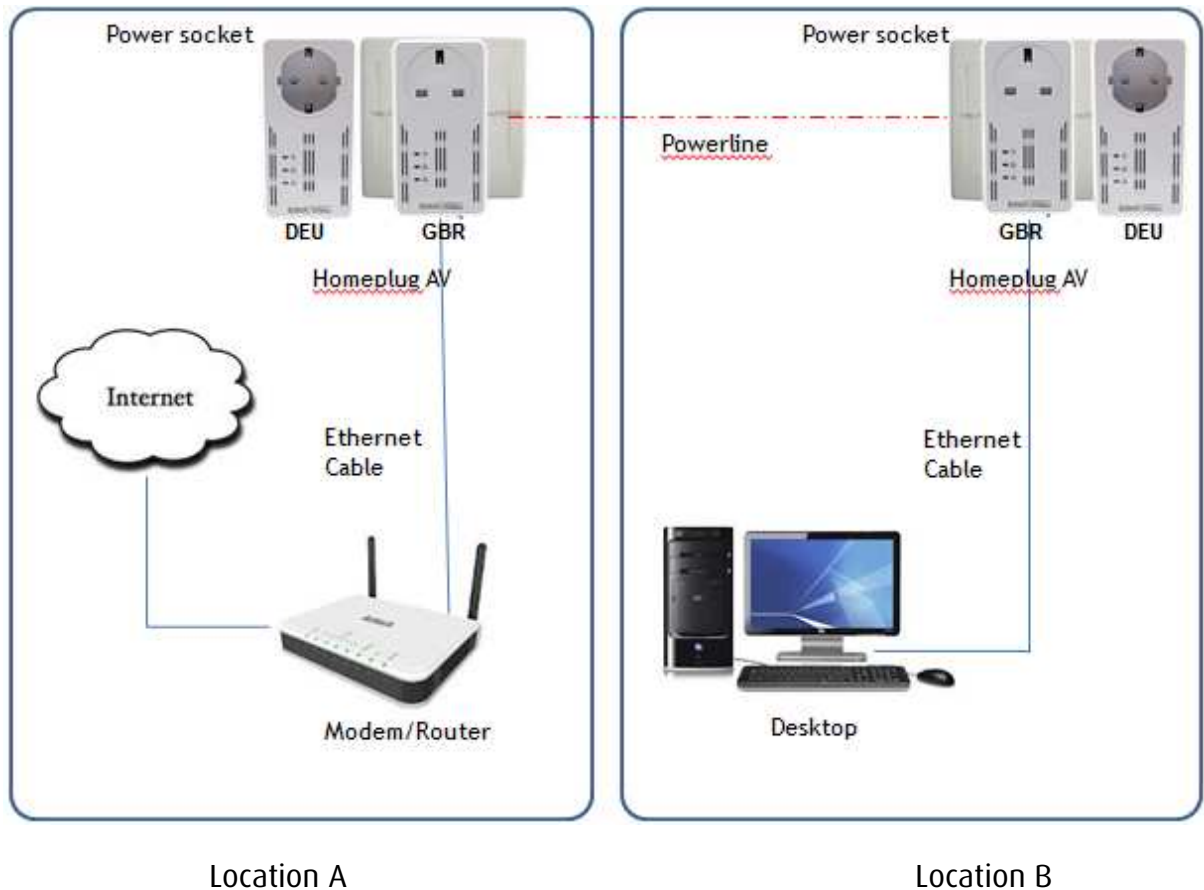 Power socket
DEU
GBR
Homeplug AV
Internet
Ethernet
Cable
Modem/Router
Powerline
Power socket
GBR
DEU
Homeplug AV
Ethernet
Cable
Desktop
Location A
Location B